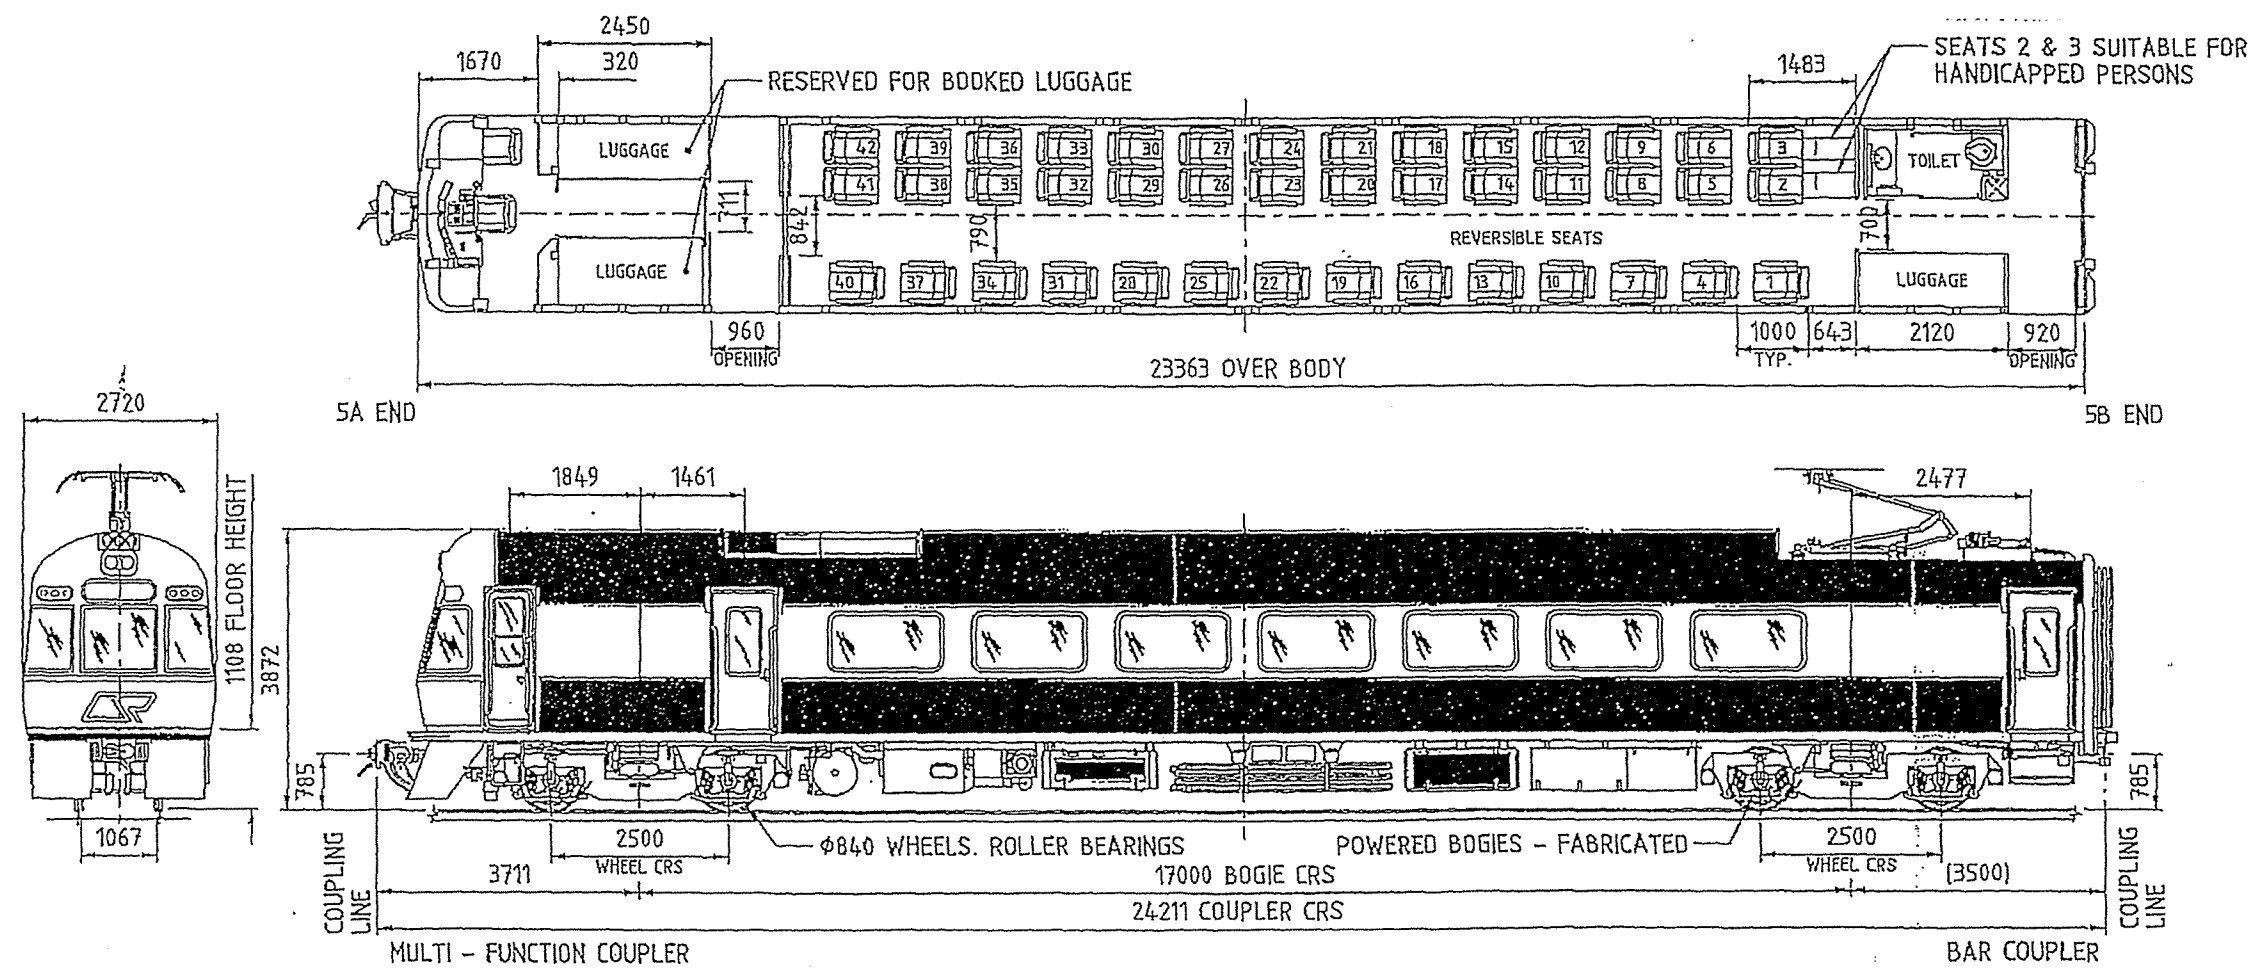 2450
1670
320
RESERVED FOR BOOKED LUGGAGE
1483
SEATS 2 & 3 SUITABLE FOR
HANDICAPPED PERSONS
LUGGAGE
42 39 36 33 30 27 24 21 18 15 12 9 6 3
41 38 35 32 29 26 23 20 17 14 11 8 5 2
TOILET
711
842
790
700
REVERSIBLE SEATS
LUGGAGE
40 37 34 31 28 25 22 19 16 13 10 7 4 1
LUGGAGE
960
OPENING
1000
TYP.
643
2120
920
OPENING
23363 OVER BODY
5A END
5B END
2720
1108 FLOOR HEIGHT
3872
1067
QR
1849
1461
2477
785
785
2500
WHEEL CRS
Φ840 WHEELS. ROLLER BEARINGS
POWERED BOGIES - FABRICATED
2500
WHEEL CRS
3711
17000 BOGIE CRS
(3500)
24211 COUPLER CRS
COUPLING
LINE
COUPLING
LINE
MULTI - FUNCTION COUPLER
BAR COUPLER